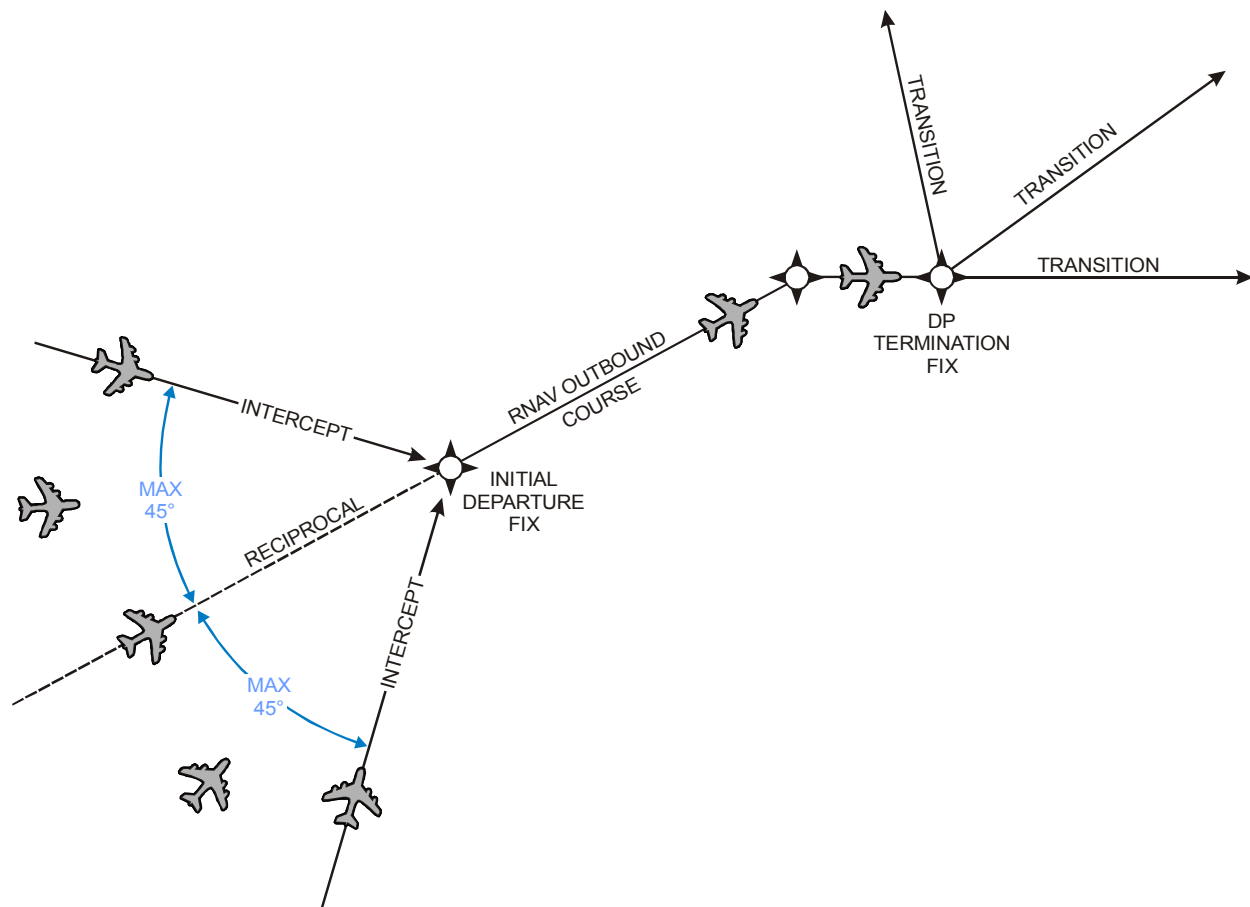 TRANSITION
TRANSITION
TRANSITION
DP
TERMINATION
FIX
RNAV OUTBOUND
COURSE
INTERCEPT
INITIAL
DEPARTURE
FIX
MAX
45°
RECIPROCAL
INTERCEPT
MAX
45°